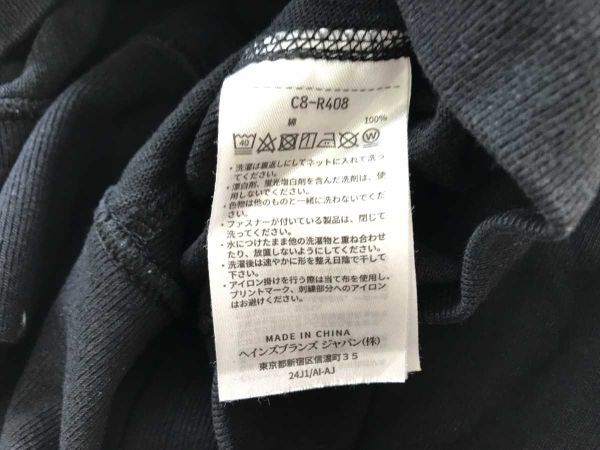 C8-R408
綿 100%
40 W
・洗濯は裏返しにしてネットに入れて洗っ
てください。
・漂白剤、蛍光増白剤を含んだ洗剤は、使
用しないでください。
・色物は他のものと一緒に洗わないでくだ
さい。
・ファスナーが付いている製品は、閉じて
洗ってください。
・水につけたまま他の洗濯物と重ね合わせ
たり、放置しないようにしてください。
・洗濯後は速やかに形を整え日陰で干して
下さい。
・アイロン掛けを行う際は当て布を使用し、
プリントマーク、刺繍部分へのアイロン
はお避けください。
MADE IN CHINA
ヘインズブランズ ジャパン(株)
東京都新宿区信濃町３５
24J1/AI-AJ